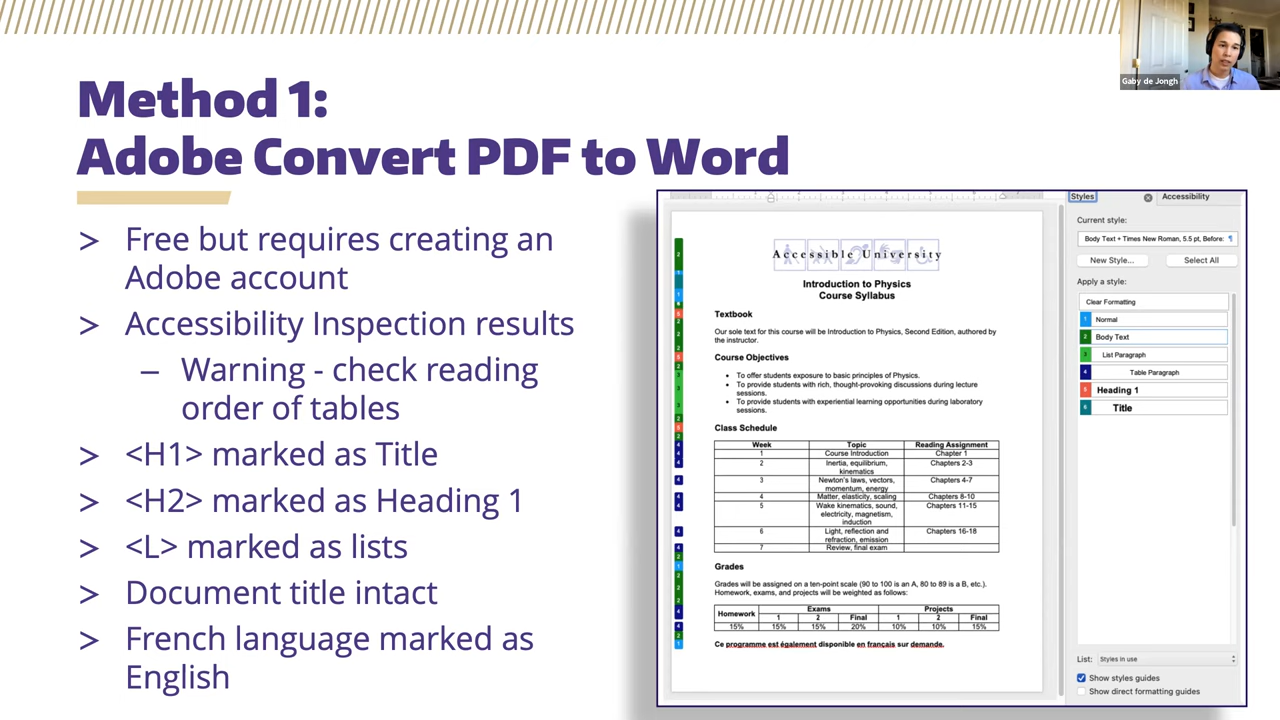 Gaby de Jongh
Method 1:
Adobe Convert PDF to Word
> Free but requires creating an
Adobe account
> Accessibility Inspection results
– Warning - check reading
order of tables
> <H1> marked as Title
> <H2> marked as Heading 1
> <L> marked as lists
> Document title intact
> French language marked as
English
Accessible University
Introduction to Physics
Course Syllabus
Textbook
Our sole text for this course will be Introduction to Physics, Second Edition, authored by
the instructor.
Course Objectives
• To offer students exposure to basic principles of Physics.
• To provide students with rich, thought-provoking discussions during lecture
sessions.
• To provide students with experiential learning opportunities during laboratory
sessions.
Class Schedule
Week Topic Reading Assignment
1 Course Introduction Chapter 1
2 Inertia, equilibrium, Chapters 2-3
kinematics
3 Newton's laws, vectors, Chapters 4-7
momentum, energy
4 Matter, elasticity, scaling Chapters 8-10
5 Wake kinematics, sound, Chapters 11-15
electricity, magnetism,
induction
6 Light, reflection and Chapters 16-18
refraction, emission
7 Review, final exam
Grades
Grades will be assigned on a ten-point scale (90 to 100 is an A, 80 to 89 is a B, etc.).
Homework, exams, and projects will be weighted as follows:
Homework Exams Projects
1 2 Final 1 2 Final
15% 15% 15% 20% 10% 10% 15%
Ce programme est également disponible en français sur demande.
Styles Accessibility
Current style:
Body Text + Times New Roman, 5.5 pt, Before: ¶
New Style... Select All
Apply a style:
Clear Formatting
1 Normal
2 Body Text
3 List Paragraph
4 Table Paragraph
5 Heading 1
6 Title
List: Styles in use
Show styles guides
Show direct formatting guides